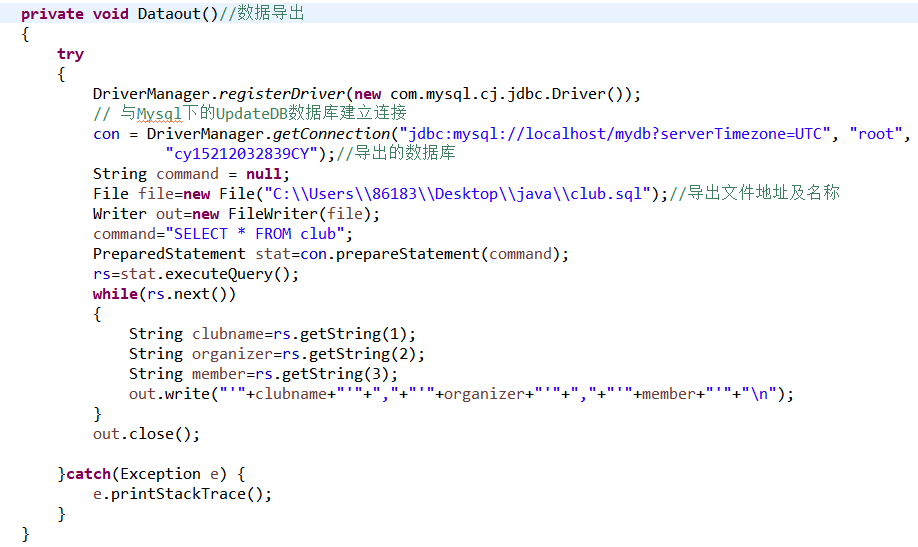 private void Dataout()//数据导出
{
try
{
DriverManager.registerDriver(new com.mysql.cj.jdbc.Driver());
// 与Mysql下的UpdateDB数据库建立连接
con = DriverManager.getConnection("jdbc:mysql://localhost/mydb?serverTimezone=UTC", "root",
"cy15212032839CY");//导出的数据库
String command = null;
File file=new File("C:\\Users\\86183\\Desktop\\java\\club.sql");//导出文件地址及名称
Writer out=new FileWriter(file);
command="SELECT * FROM club";
PreparedStatement stat=con.prepareStatement(command);
rs=stat.executeQuery();
while(rs.next())
{
String clubname=rs.getString(1);
String organizer=rs.getString(2);
String member=rs.getString(3);
out.write("'"+clubname+"'"+","+"'"+organizer+"'"+","+"'"+member+"'"+"\n");
}
out.close();
}catch(Exception e) {
e.printStackTrace();
}
}